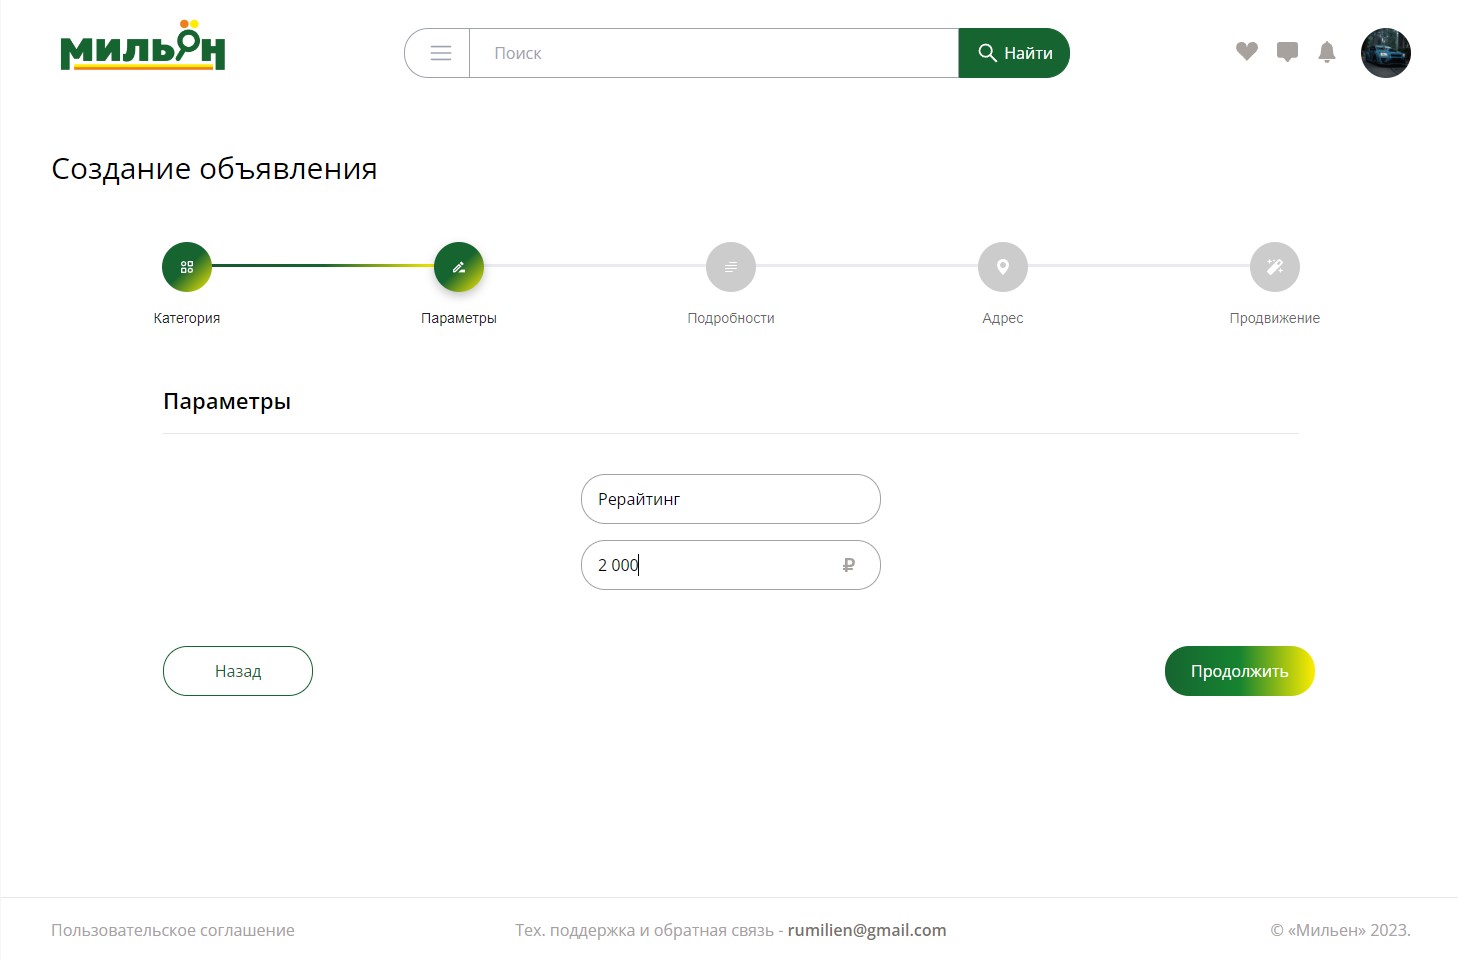 МИЛЬОН
Поиск
Найти
Создание объявления
Категория
Параметры
Подробности
Адрес
Продвижение
Параметры
Рерайтинг
2 000 ₽
Назад
Продолжить
Пользовательское соглашение
Тех. поддержка и обратная связь - rumilien@gmail.com
© «Мильен» 2023.